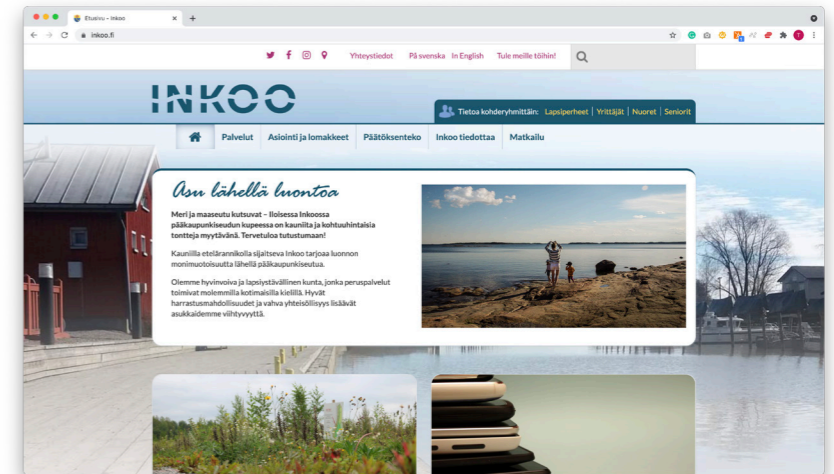 Etusivu – Inkoo
inkoo.fi
Yhteystiedot På svenska In English Tule meille töihin!
INKOO
Tietoa kohderyhmittäin: Lapsiperheet | Yrittäjät | Nuoret | Seniorit
Palvelut Asiointi ja lomakkeet Päätöksenteko Inkoo tiedottaa Matkailu
Asu lähellä luontoa
Meri ja maaseutu kutsuvat – Iloisessa Inkoossa
pääkaupunkiseudun kupeessa on kauniita ja kohtuuhintaisia
tontteja myytävänä. Tervetuloa tutustumaan!
Kauniilla etelärannikolla sijaitseva Inkoo tarjoaa luonnon
monimuotoisuutta lähellä pääkaupunkiseutua.
Olemme hyvinvoiva ja lapsiystävällinen kunta, jonka peruspalvelut
toimivat molemmilla kotimaisilla kielillä. Hyvät
harrastusmahdollisuudet ja vahva yhteisöllisyys lisäävät
asukkaidemme viihtyvyyttä.